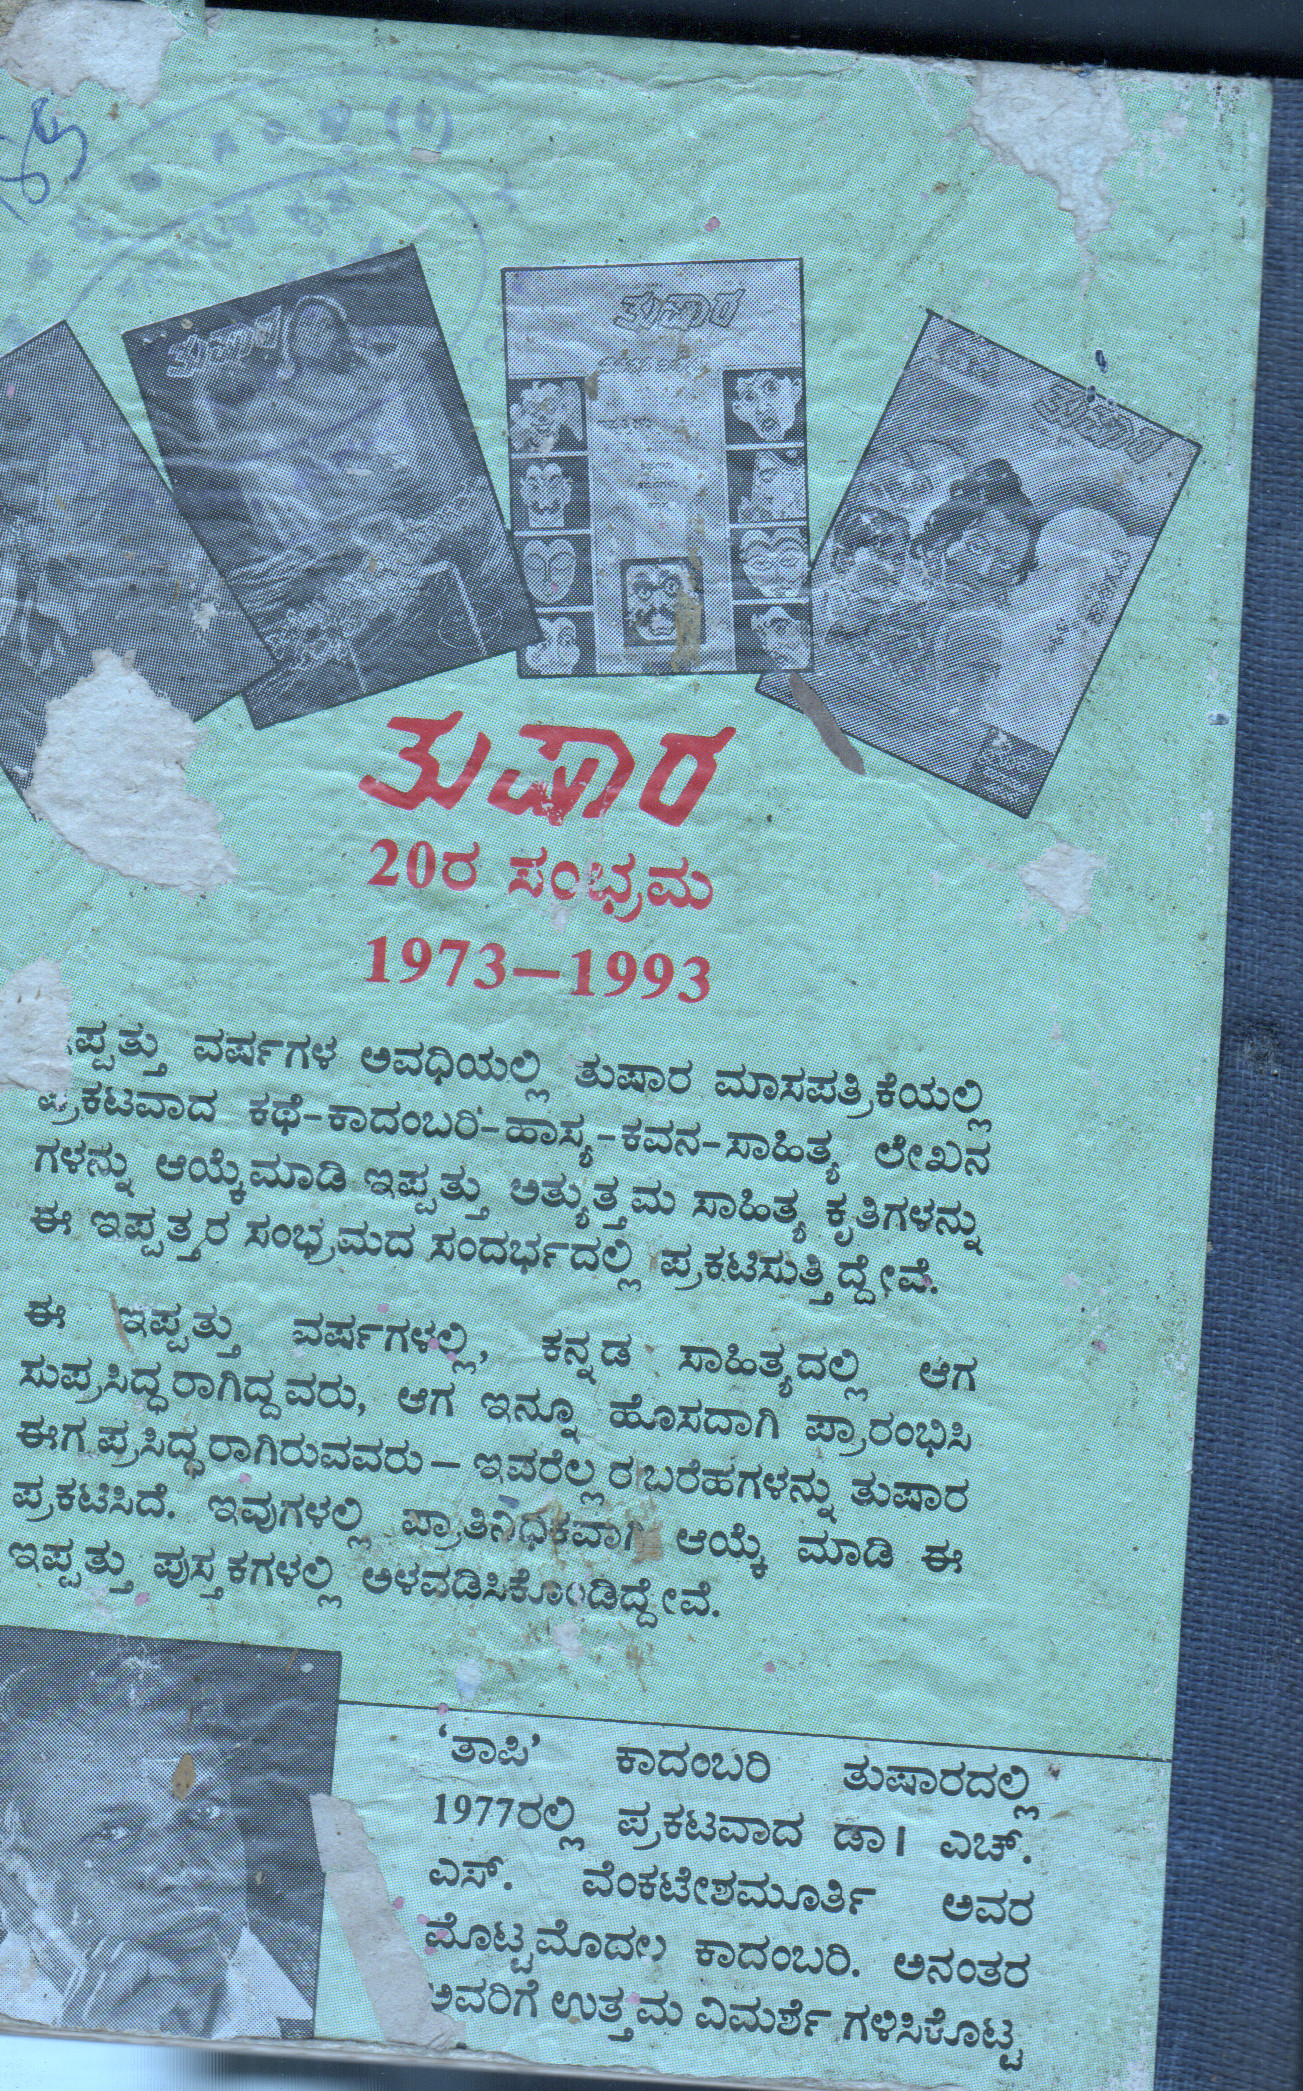 ತುಷಾರ
ತುಷಾರ
ತುಷಾರ
ತುಷಾರ
20ರ ಸಂಭ್ರಮ
1973—1993
ಇಪ್ಪತ್ತು ವರ್ಷಗಳ ಅವಧಿಯಲ್ಲಿ ತುಷಾರ ಮಾಸಪತ್ರಿಕೆಯಲ್ಲಿ
ಪ್ರಕಟವಾದ ಕಥೆ-ಕಾದಂಬರಿ-ಹಾಸ್ಯ-ಕವನ-ಸಾಹಿತ್ಯ ಲೇಖನ
ಗಳನ್ನು ಆಯ್ಕೆಮಾಡಿ ಇಪ್ಪತ್ತು ಅತ್ಯುತ್ತಮ ಸಾಹಿತ್ಯ ಕೃತಿಗಳನ್ನು
ಈ ಇಪ್ಪತ್ತರ ಸಂಭ್ರಮದ ಸಂದರ್ಭದಲ್ಲಿ ಪ್ರಕಟಿಸುತ್ತಿದ್ದೇವೆ.
ಈ ಇಪ್ಪತ್ತು ವರ್ಷಗಳಲ್ಲಿ, ಕನ್ನಡ ಸಾಹಿತ್ಯದಲ್ಲಿ ಆಗ
ಸುಪ್ರಸಿದ್ಧರಾಗಿದ್ದವರು, ಆಗ ಇನ್ನೂ ಹೊಸದಾಗಿ ಪ್ರಾರಂಭಿಸಿ
ಈಗ ಪ್ರಸಿದ್ಧರಾಗಿರುವವರು— ಇವರೆಲ್ಲರ ಬರೆಹಗಳನ್ನು ತುಷಾರ
ಪ್ರಕಟಿಸಿದೆ. ಇವುಗಳಲ್ಲಿ ಪ್ರಾತಿನಿಧಿಕವಾಗಿ ಆಯ್ಕೆ ಮಾಡಿ ಈ
ಇಪ್ಪತ್ತು ಪುಸ್ತಕಗಳಲ್ಲಿ ಅಳವಡಿಸಿಕೊಂಡಿದ್ದೇವೆ.
‘ತಾಪಿ’ ಕಾದಂಬರಿ ತುಷಾರದಲ್ಲಿ
1977ರಲ್ಲಿ ಪ್ರಕಟವಾದ ಡಾ। ಎಚ್.
ಎಸ್. ವೆಂಕಟೇಶಮೂರ್ತಿ ಅವರ
ಮೊಟ್ಟಮೊದಲ ಕಾದಂಬರಿ. ಅನಂತರ
ಅವರಿಗೆ ಉತ್ತಮ ವಿಮರ್ಶೆ ಗಳಿಸಿಕೊಟ್ಟ